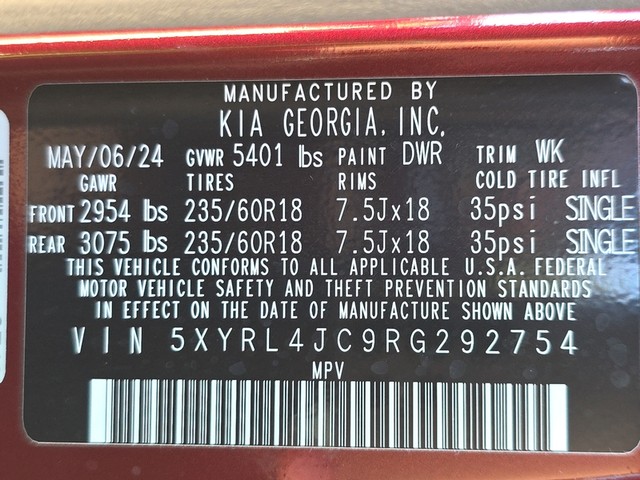 MANUFACTURED BY
KIA GEORGIA, INC.
MAY/06/24 GVWR 5401 lbs PAINT DWR TRIM WK
GAWR TIRES RIMS COLD TIRE INFL
FRONT 2954 lbs 235/60R18 7.5Jx18 35psi SINGLE
REAR 3075 lbs 235/60R18 7.5Jx18 35psi SINGLE
THIS VEHICLE CONFORMS TO ALL APPLICABLE U.S.A. FEDERAL
MOTOR VEHICLE SAFETY AND THEFT PREVENTION STANDARDS
IN EFFECT ON THE DATE OF MANUFACTURE SHOWN ABOVE
VIN 5XYRL4JC9RG292754
MPV